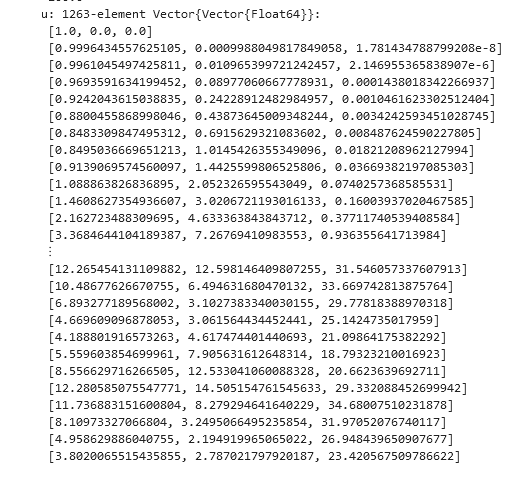 u: 1263-element Vector{Vector{Float64}}:
[1.0, 0.0, 0.0]
[0.9996434557625105, 0.0009988049817849058, 1.781434788799208e-8]
[0.9961045497425811, 0.010965399721242457, 2.146955365838907e-6]
[0.9693591634199452, 0.08977060667778931, 0.0001438018342266937]
[0.9242043615038835, 0.24228912482984957, 0.0010461623302512404]
[0.8800455868998046, 0.43873645009348244, 0.0034242593451028745]
[0.8483309847495312, 0.6915629321083602, 0.008487624590227805]
[0.8495036669651213, 1.0145426355349096, 0.01821208962127994]
[0.9139069574560097, 1.4425599806525806, 0.03669382197085303]
[1.088863826836895, 2.052326595543049, 0.0740257368585531]
[1.4608627354936607, 3.0206721193016133, 0.16003937020467585]
[2.162723488309695, 4.633363843843712, 0.37711740539408584]
[3.3684644104189387, 7.26769410983553, 0.936355641713984]
⋮
[12.265454131109882, 12.598146409807255, 31.546057337607913]
[10.48677626670755, 6.494631680470132, 33.669742813875764]
[6.893277189568002, 3.1027383340030155, 29.77818388970318]
[4.669609096878053, 3.061564434452441, 25.1424735017959]
[4.188801916573263, 4.617474401440693, 21.09864175382292]
[5.559603854699961, 7.905631612648314, 18.79323210016923]
[8.556629716266505, 12.533041060088328, 20.6623639692711]
[12.280585075547771, 14.505154761545633, 29.332088452699942]
[11.736883151600804, 8.279294641640229, 34.68007510231878]
[8.10973327066804, 3.2495066495235854, 31.97052076740117]
[4.958629886040755, 2.194919965065022, 26.948439650907677]
[3.8020065515435855, 2.787021797920187, 23.420567509786622]